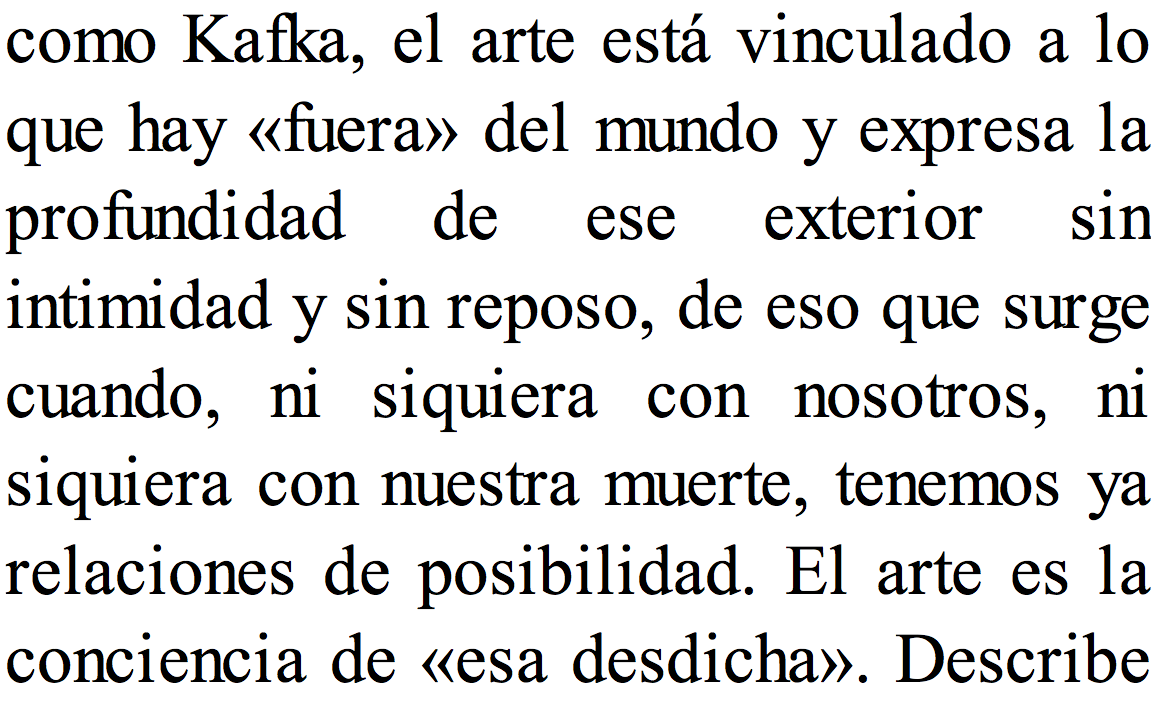 como Kafka, el arte está vinculado a lo
que hay «fuera» del mundo y expresa la
profundidad de ese exterior sin
intimidad y sin reposo, de eso que surge
cuando, ni siquiera con nosotros, ni
siquiera con nuestra muerte, tenemos ya
relaciones de posibilidad. El arte es la
conciencia de «esa desdicha». Describe